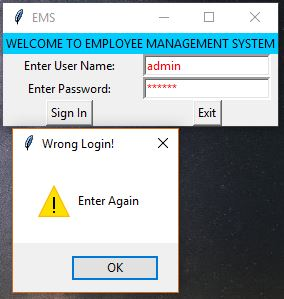 EMS
WELCOME TO EMPLOYEE MANAGEMENT SYSTEM
Enter User Name: admin
Enter Password: ******
Sign In Exit
Wrong Login!
Enter Again
OK